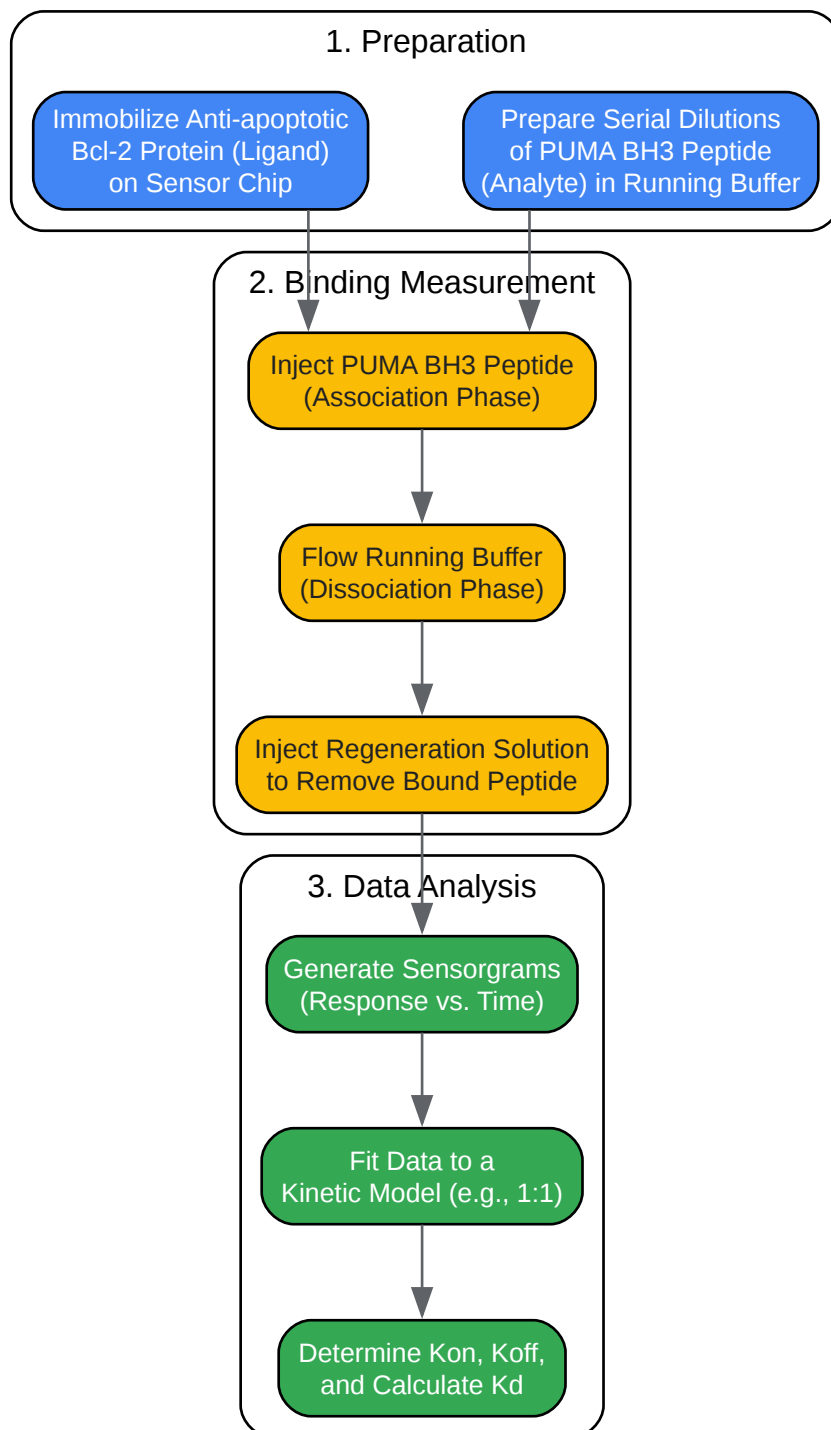 1. Preparation
Immobilize Anti-apoptotic
Bcl-2 Protein (Ligand)
on Sensor Chip
Prepare Serial Dilutions
of PUMA BH3 Peptide
(Analyte) in Running Buffer
2. Binding Measurement
Inject PUMA BH3 Peptide
(Association Phase)
Flow Running Buffer
(Dissociation Phase)
Inject Regeneration Solution
to Remove Bound Peptide
3. Data Analysis
Generate Sensorgrams
(Response vs. Time)
Fit Data to a
Kinetic Model (e.g., 1:1)
Determine Kon, Koff,
and Calculate Kd